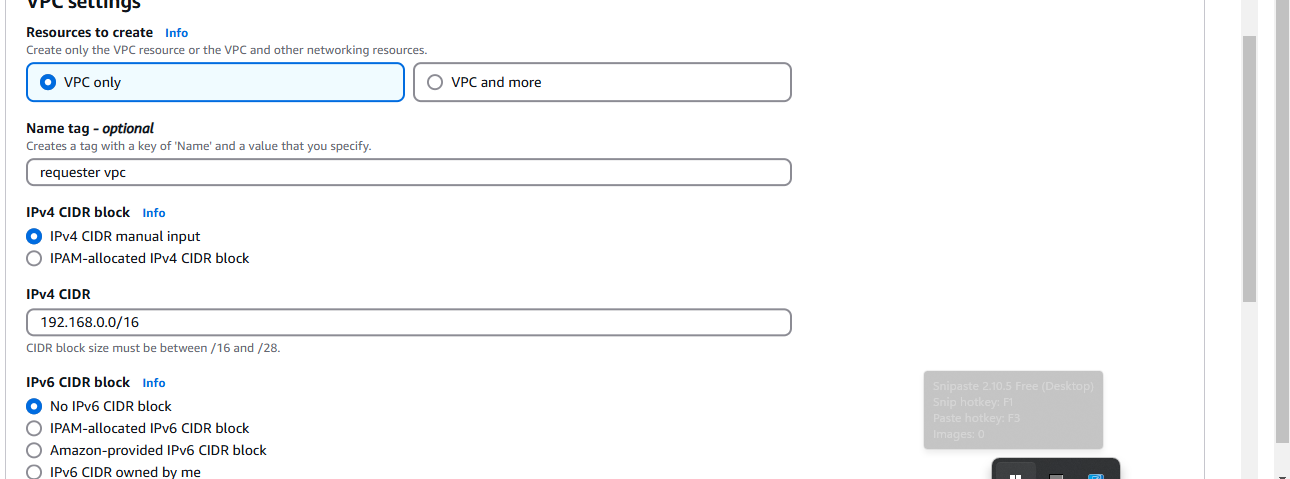 VPC settings
Resources to create Info
Create only the VPC resource or the VPC and other networking resources.
VPC only
VPC and more
Name tag - optional
Creates a tag with a key of 'Name' and a value that you specify.
requester vpc
IPv4 CIDR block Info
IPv4 CIDR manual input
IPAM-allocated IPv4 CIDR block
IPv4 CIDR
192.168.0.0/16
CIDR block size must be between /16 and /28.
IPv6 CIDR block Info
No IPv6 CIDR block
IPAM-allocated IPv6 CIDR block
Amazon-provided IPv6 CIDR block
IPv6 CIDR owned by me
Snipaste 2.10.5 Free (Desktop)
Snip hotkey: F1
Paste hotkey: F3
Images: 0